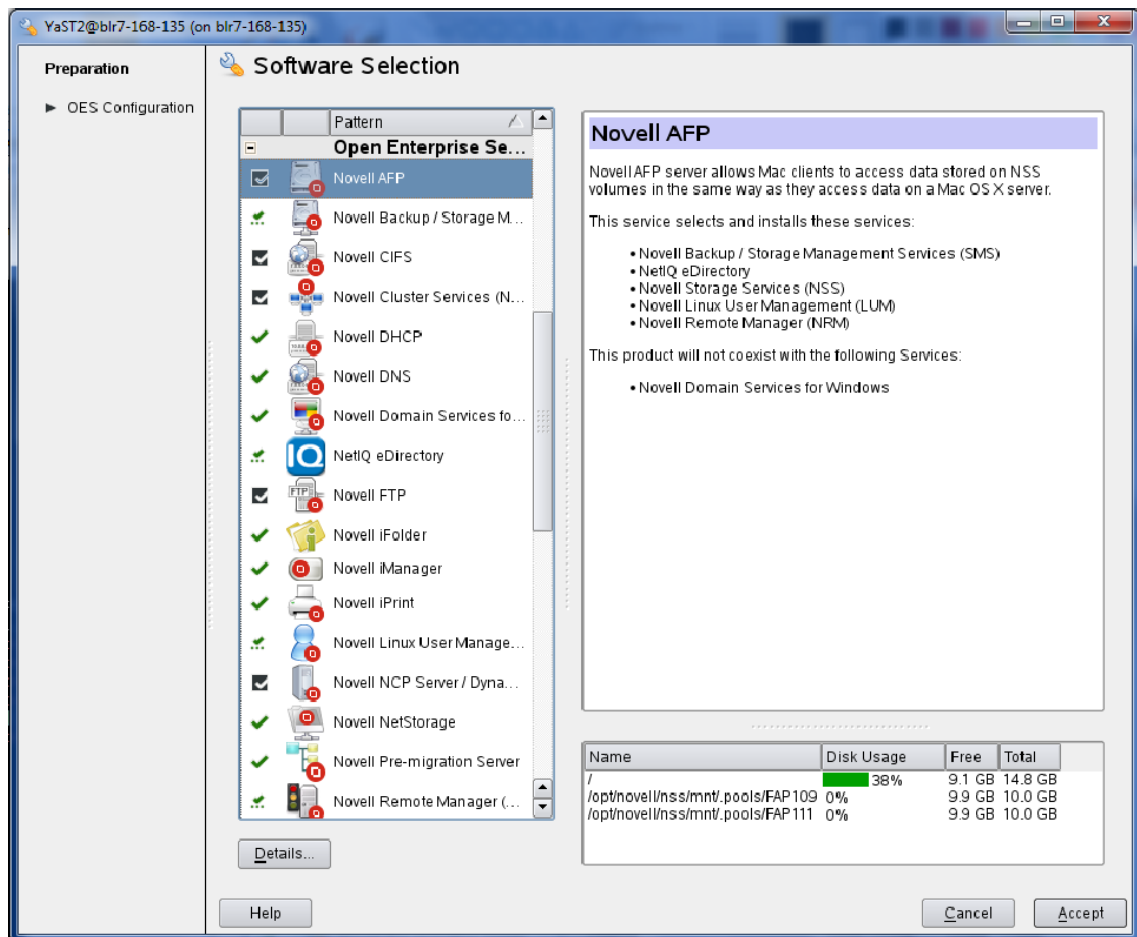 YaST2@blr7-168-135 (on blr7-168-135)
Preparation
OES Configuration
Software Selection
Pattern
Open Enterprise Se...
Novell AFP
Novell Backup / Storage M...
Novell CIFS
Novell Cluster Services (N...
Novell DHCP
Novell DNS
Novell Domain Services fo...
IQ NetIQ eDirectory
FTP Novell FTP
Novell iFolder
Novell iManager
Novell iPrint
Novell Linux User Manage...
Novell NCP Server / Dyna...
Novell NetStorage
Novell Pre-migration Server
Novell Remote Manager (...
Details...
Novell AFP
Novell AFP server allows Mac clients to access data stored on NSS
volumes in the same way as they access data on a Mac OS X server.
This service selects and installs these services:
• Novell Backup / Storage Management Services (SMS)
• NetIQ eDirectory
• Novell Storage Services (NSS)
• Novell Linux User Management (LUM)
• Novell Remote Manager (NRM)
This product will not coexist with the following Services:
• Novell Domain Services for Windows
Name Disk Usage Free Total
/ 38% 9.1 GB 14.8 GB
/opt/novell/nss/mnt/.pools/FAP109 0% 9.9 GB 10.0 GB
/opt/novell/nss/mnt/.pools/FAP111 0% 9.9 GB 10.0 GB
Help
Cancel
Accept